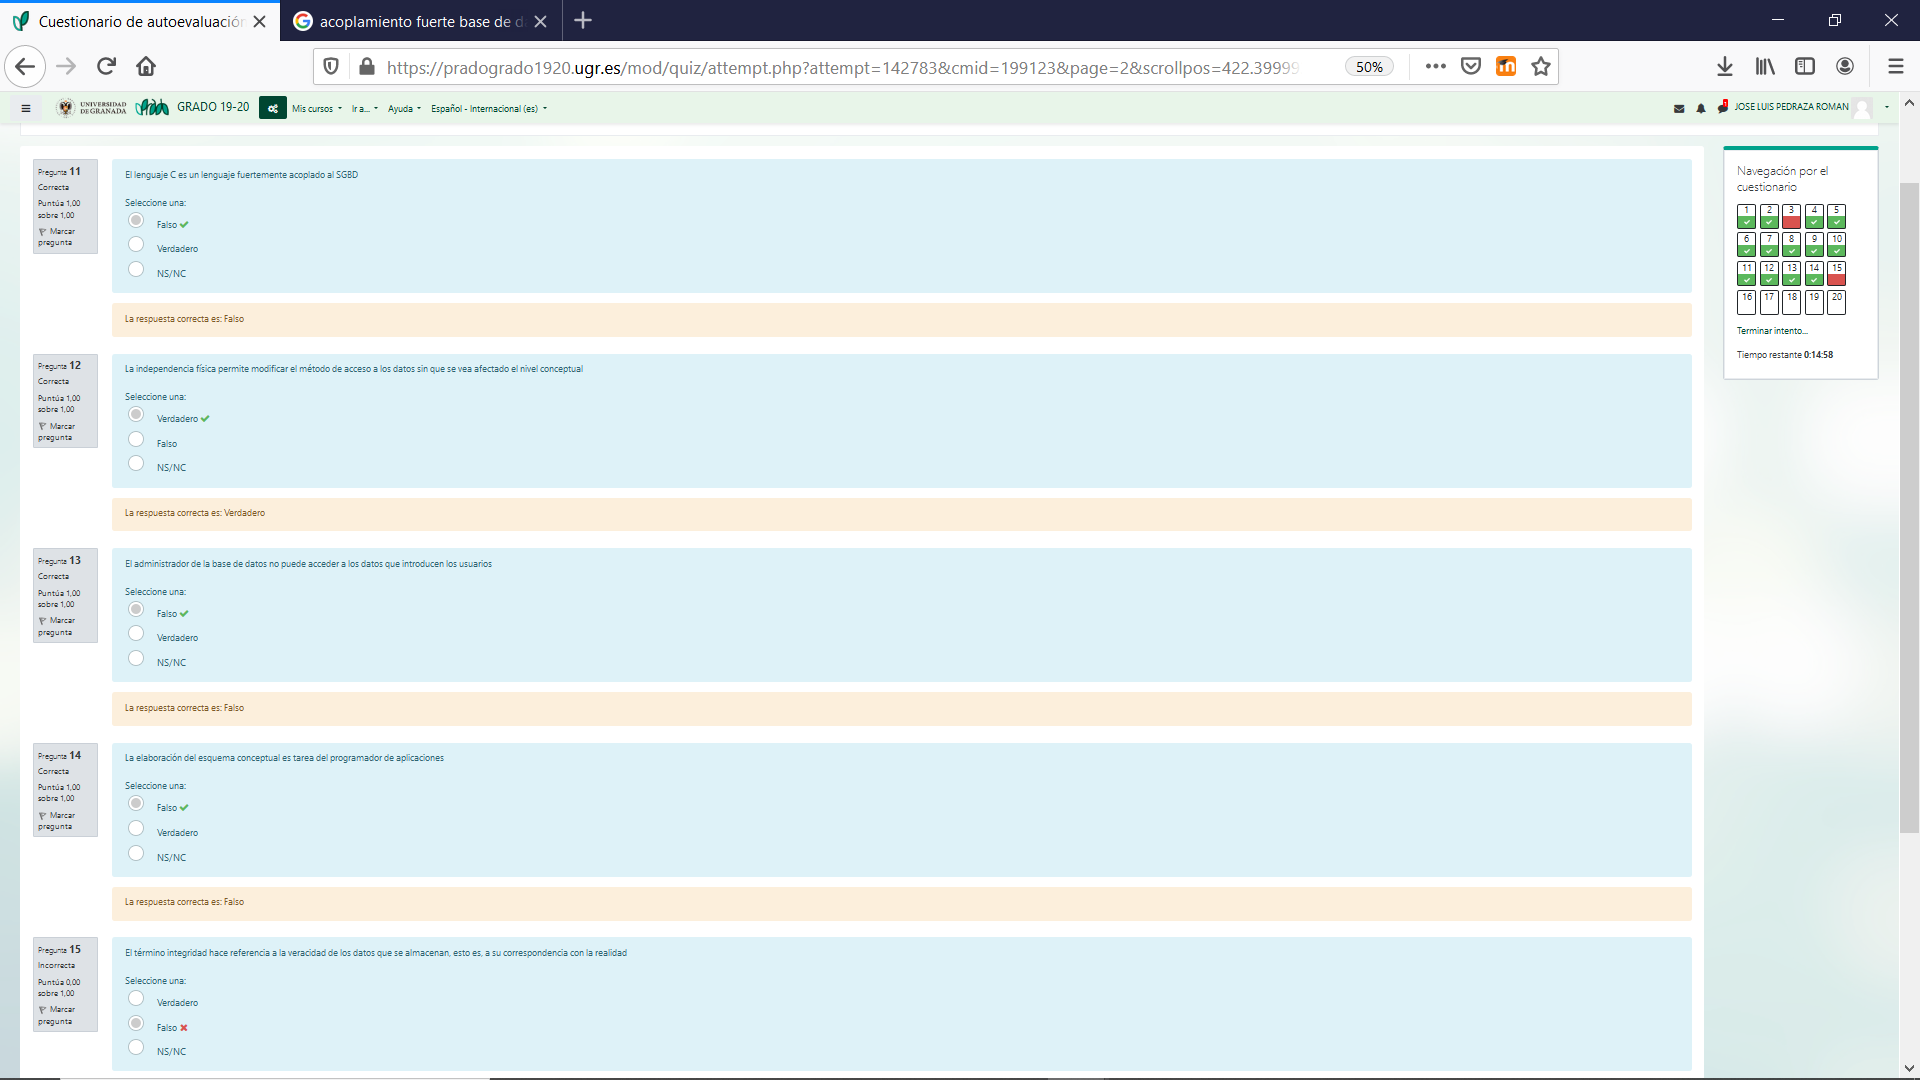 Cuestionario de autoevaluación
acoplamiento fuerte base de d
https://pradogrado1920.ugr.es/mod/quiz/attempt.php?attempt=142783&cmid=199123&page=2&scrollpos=422.39999
50%
UNIVERSIDAD DE GRANADA
GRADO 19-20
Mis cursos
Ir a...
Ayuda
Español - Internacional (es)
JOSE LUIS PEDRAZA ROMAN
Pregunta 11
Correcta
Puntúa 1,00
sobre 1,00
Marcar
pregunta
El lenguaje C es un lenguaje fuertemente acoplado al SGBD
Seleccione una:
Falso
Verdadero
NS/NC
La respuesta correcta es: Falso
Pregunta 12
Correcta
Puntúa 1,00
sobre 1,00
Marcar
pregunta
La independencia física permite modificar el método de acceso a los datos sin que se vea afectado el nivel conceptual
Seleccione una:
Verdadero
Falso
NS/NC
La respuesta correcta es: Verdadero
Pregunta 13
Correcta
Puntúa 1,00
sobre 1,00
Marcar
pregunta
El administrador de la base de datos no puede acceder a los datos que introducen los usuarios
Seleccione una:
Falso
Verdadero
NS/NC
La respuesta correcta es: Falso
Pregunta 14
Correcta
Puntúa 1,00
sobre 1,00
Marcar
pregunta
La elaboración del esquema conceptual es tarea del programador de aplicaciones
Seleccione una:
Falso
Verdadero
NS/NC
La respuesta correcta es: Falso
Pregunta 15
Incorrecta
Puntúa 0,00
sobre 1,00
Marcar
pregunta
El término integridad hace referencia a la veracidad de los datos que se almacenan, esto es, a su correspondencia con la realidad
Seleccione una:
Verdadero
Falso
NS/NC
Navegación por el
cuestionario
1 2 3 4 5
6 7 8 9 10
11 12 13 14 15
16 17 18 19 20
Terminar intento...
Tiempo restante 0:14:58